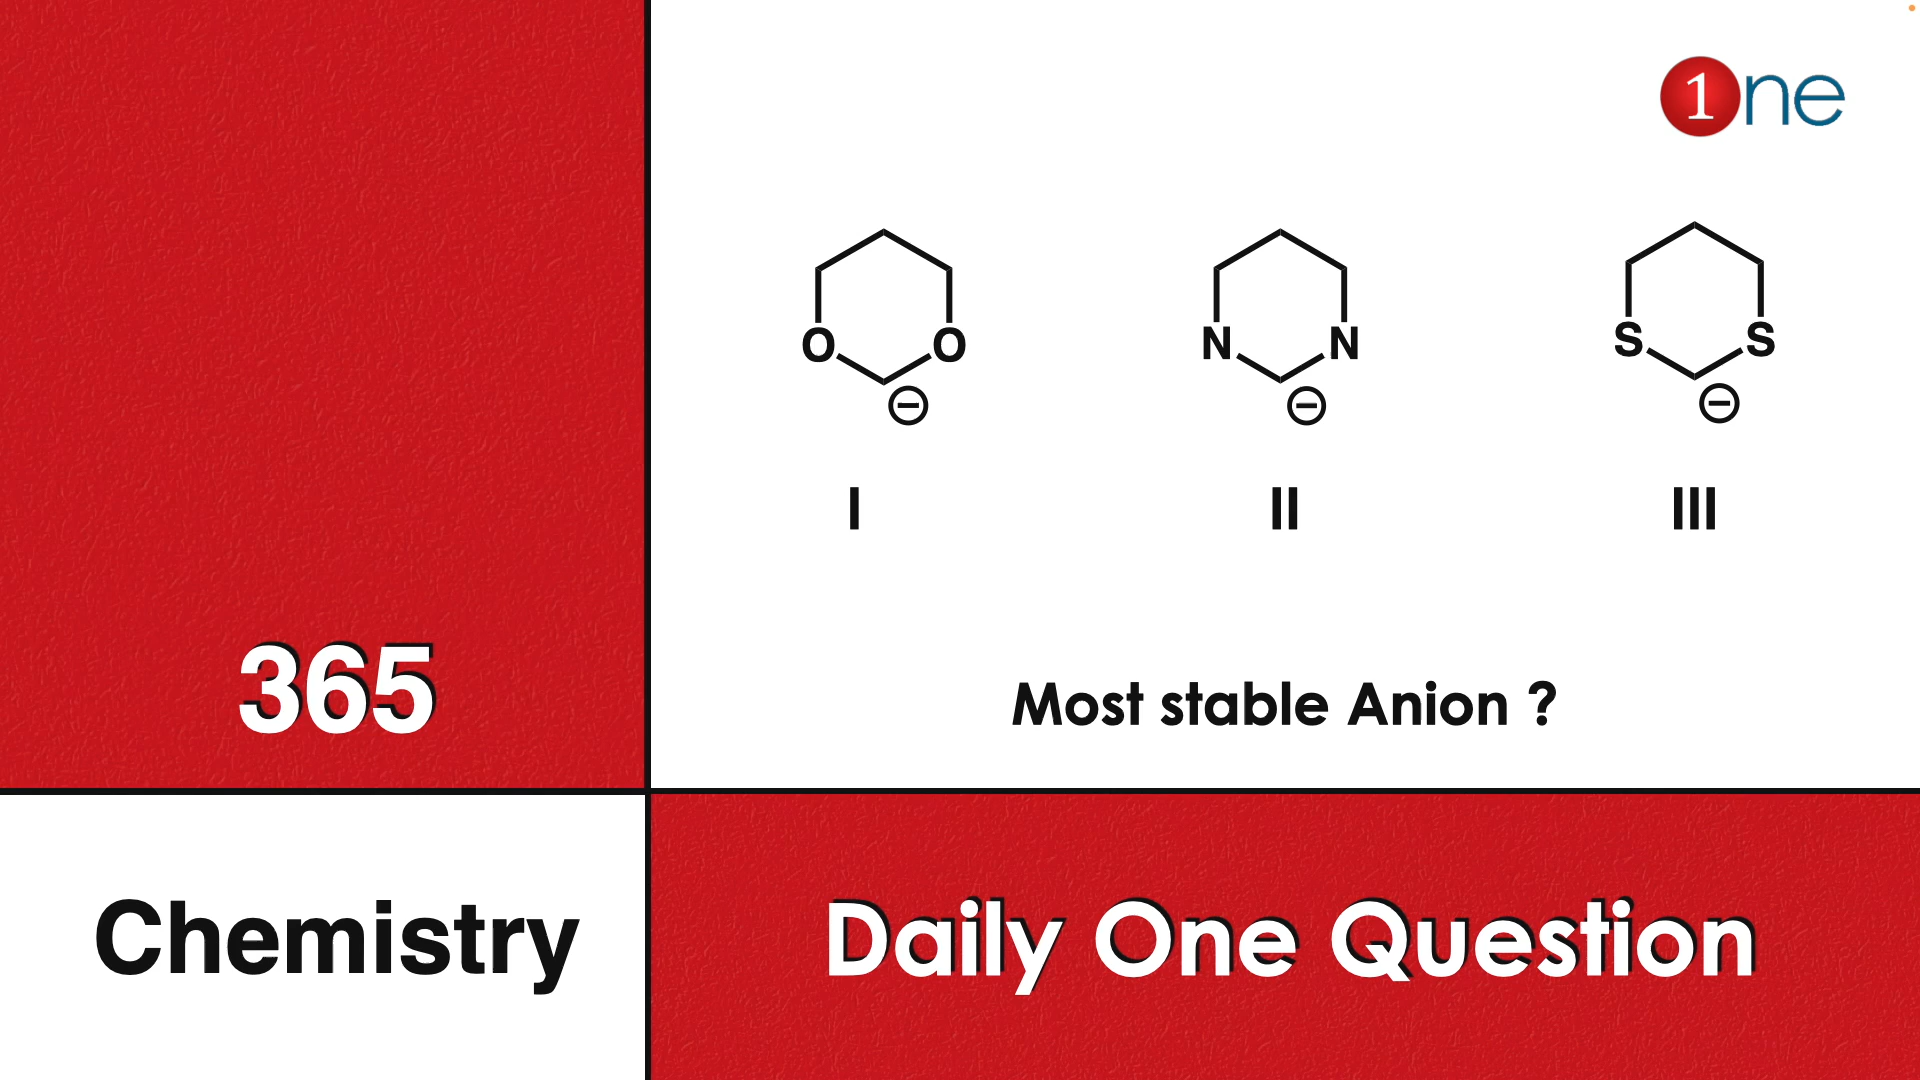 1ne
O O
N N
S S
⊖ ⊖ ⊖
I II III
365
Most stable Anion ?
Chemistry
Daily One Question